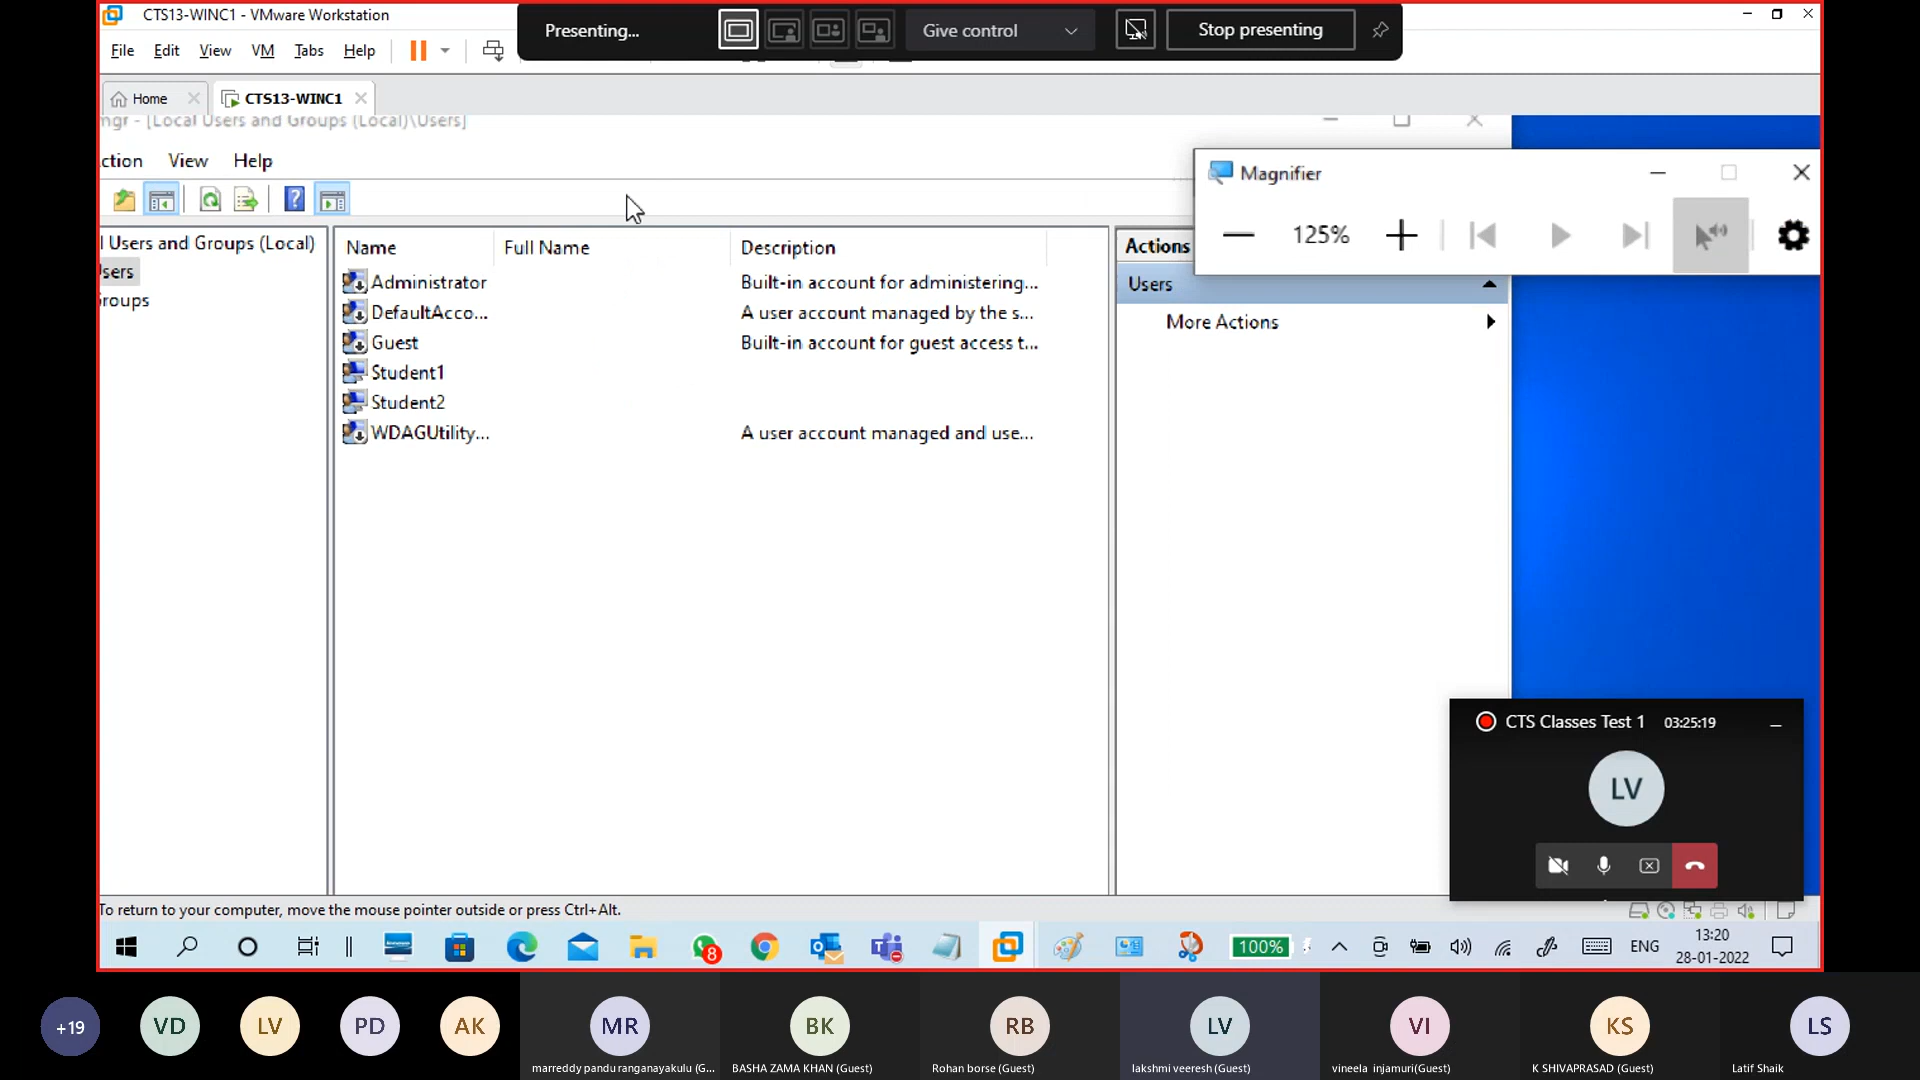 CTS13-WINC1 - VMware Workstation
Presenting...
Give control
Stop presenting
File Edit View VM Tabs Help
Home
CTS13-WINC1
mgr - [Local Users and Groups (Local)\Users]
ction View Help
Magnifier
125%
l Users and Groups (Local)
sers
roups
Name Full Name Description
Administrator Built-in account for administering...
DefaultAcco... A user account managed by the s...
Guest Built-in account for guest access t...
Student1
Student2
WDAGUtility... A user account managed and use...
Actions
Users
More Actions
CTS Classes Test 1 03:25:19
LV
To return to your computer, move the mouse pointer outside or press Ctrl+Alt.
8
100%
ENG
13:20
28-01-2022
+19 VD LV PD AK MR BK RB LV VI KS LS
marreddy pandu ranganayakulu (G... BASHA ZAMA KHAN (Guest) Rohan borse (Guest) lakshmi veeresh (Guest) vineela injamuri(Guest) K SHIVAPRASAD (Guest) Latif Shaik